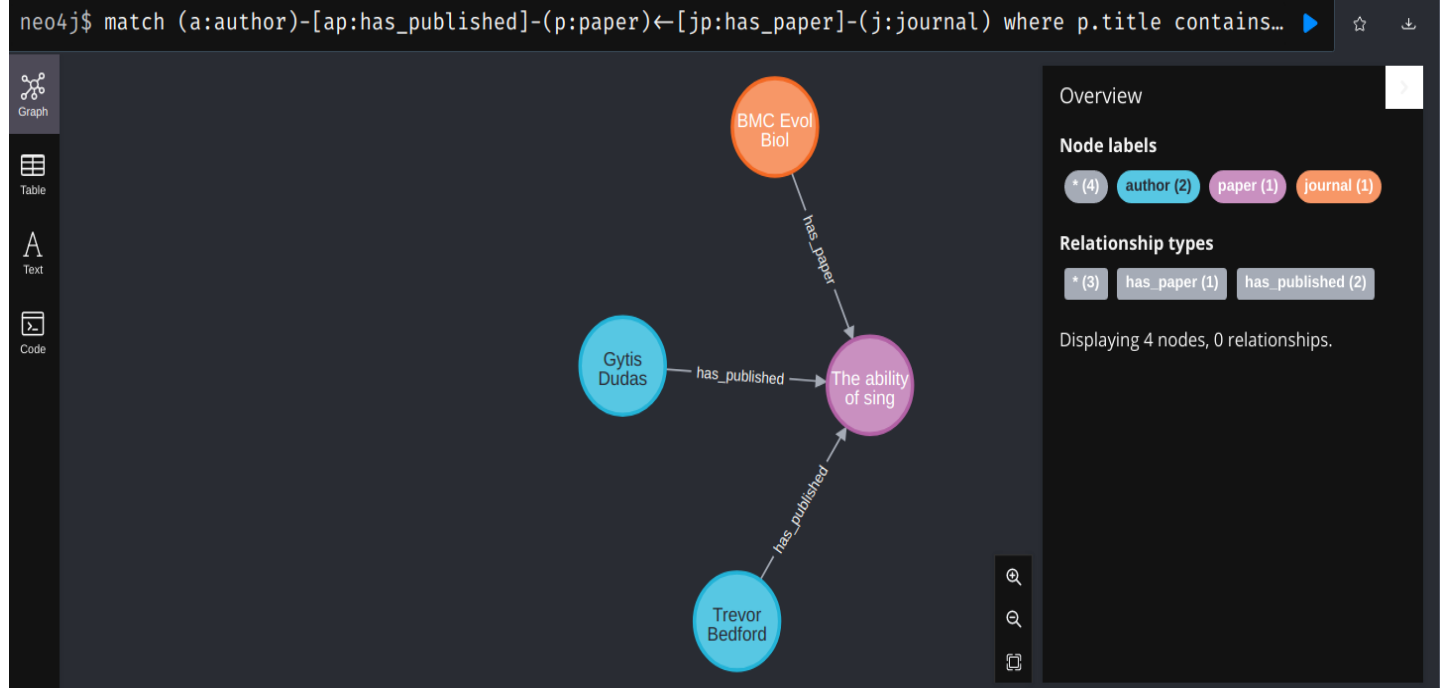 neo4j$ match (a:author)-[ap:has_published]-(p:paper)←[jp:has_paper]-(j:journal) where p.title contains…
Graph
Table
Text
Code
BMC Evol
Biol
has_paper
Gytis
Dudas
has_published
The ability
of sing
has_published
Trevor
Bedford
Overview
Node labels
* (4) author (2) paper (1) journal (1)
Relationship types
* (3) has_paper (1) has_published (2)
Displaying 4 nodes, 0 relationships.